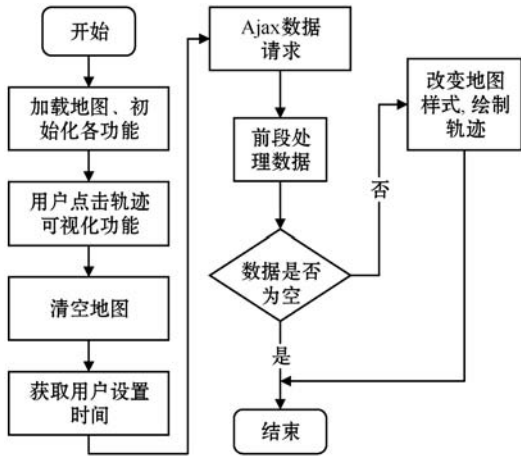 开始
加载地图、初
始化各功能
用户点击轨迹
可视化功能
清空地图
获取用户设置
时间
Ajax数据
请求
前段处
理数据
数据是否
为空
否
改变地图
样式,绘制
轨迹
是
结束